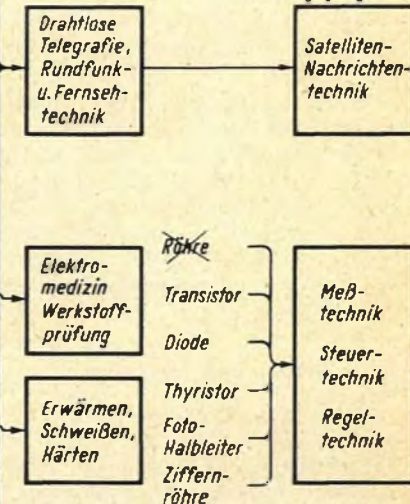 Drahtlose
Telegrafie,
Rundfunk-
u. Fernseh-
technik
Satelliten-
Nachrichten-
technik
Elektro-
medizin
Werkstoff-
prüfung
Erwärmen,
Schweißen,
Härten
Röhre
Transistor
Diode
Thyristor
Foto-
Halbleiter
Ziffern-
röhre
Meß-
technik
Steuer-
technik
Regel-
technik